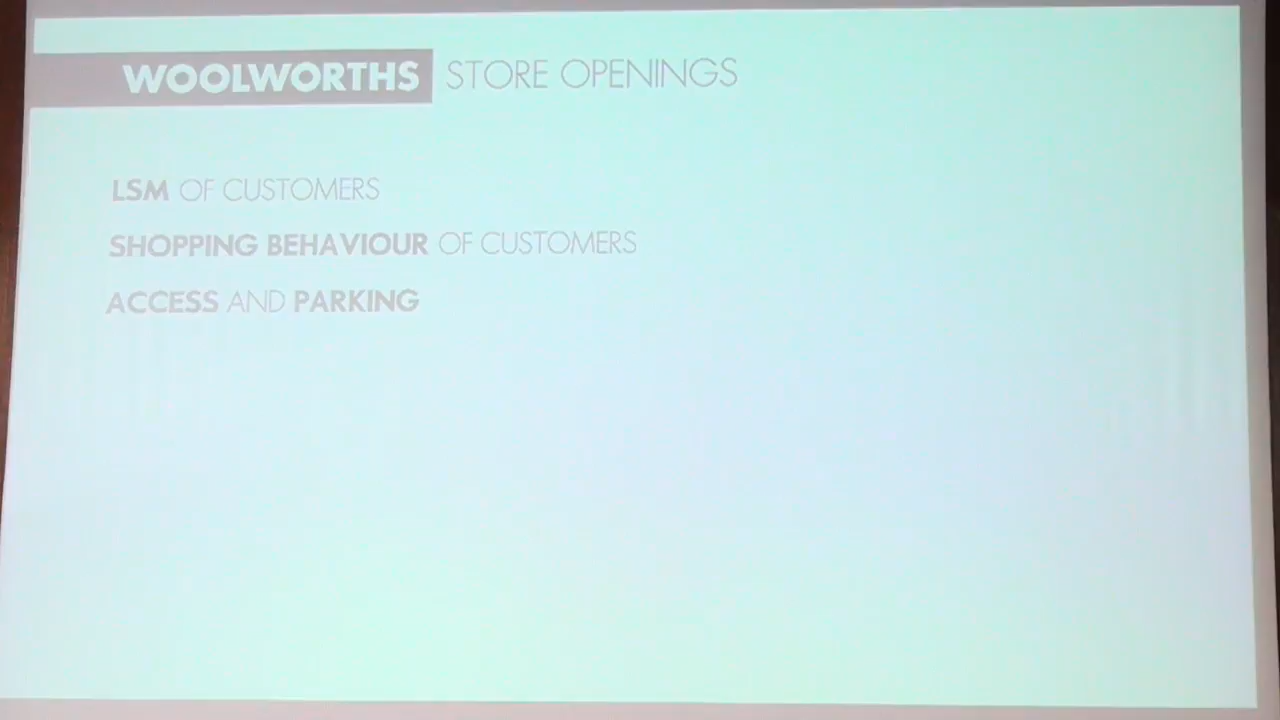 WOOLWORTHS STORE OPENINGS
LSM OF CUSTOMERS
SHOPPING BEHAVIOUR OF CUSTOMERS
ACCESS AND PARKING